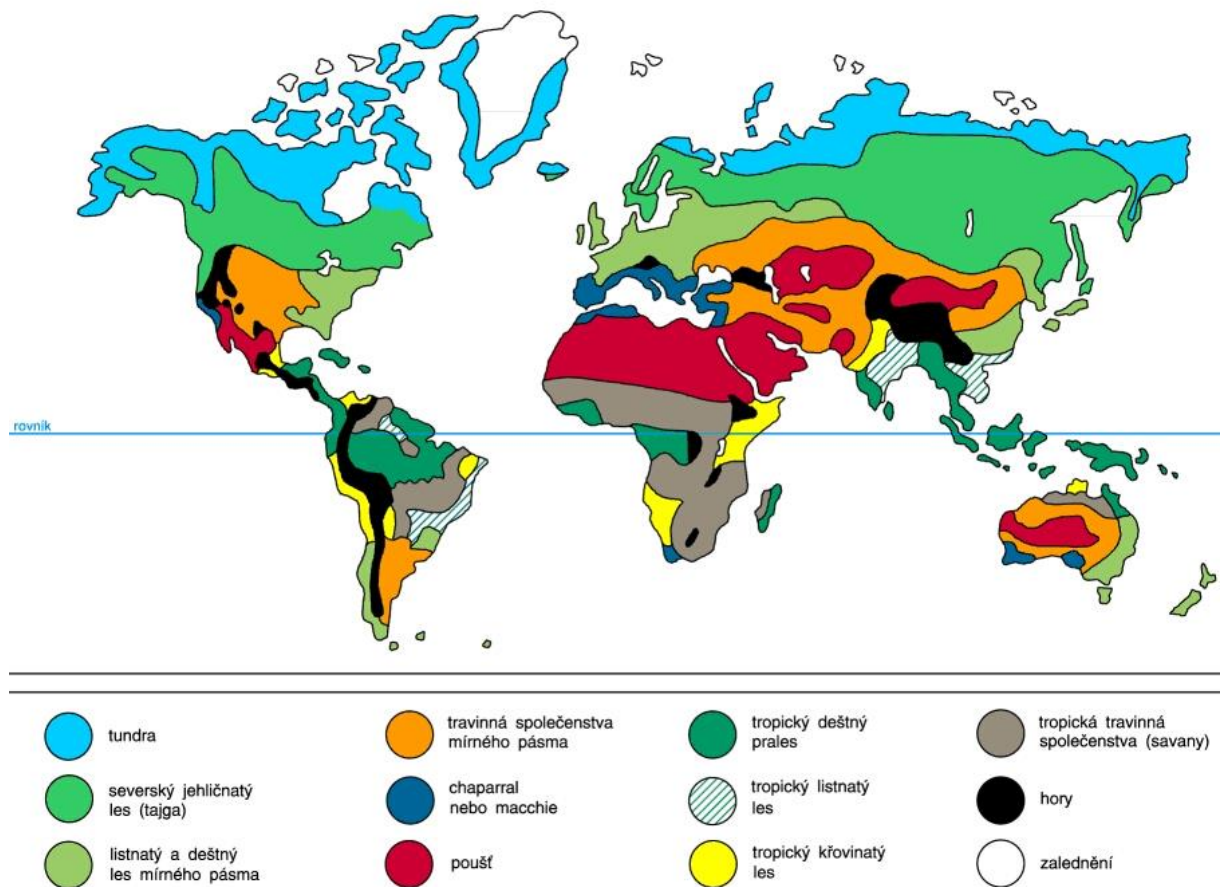 rovník
tundra
severský jehličnatý
les (tajga)
listnatý a deštný
les mírného pásma
travinná společenstva
mírného pásma
chaparral
nebo macchie
poušť
tropický deštný
prales
tropický listnatý
les
tropický křovinatý
les
tropická travinná
společenstva (savany)
hory
zalednění